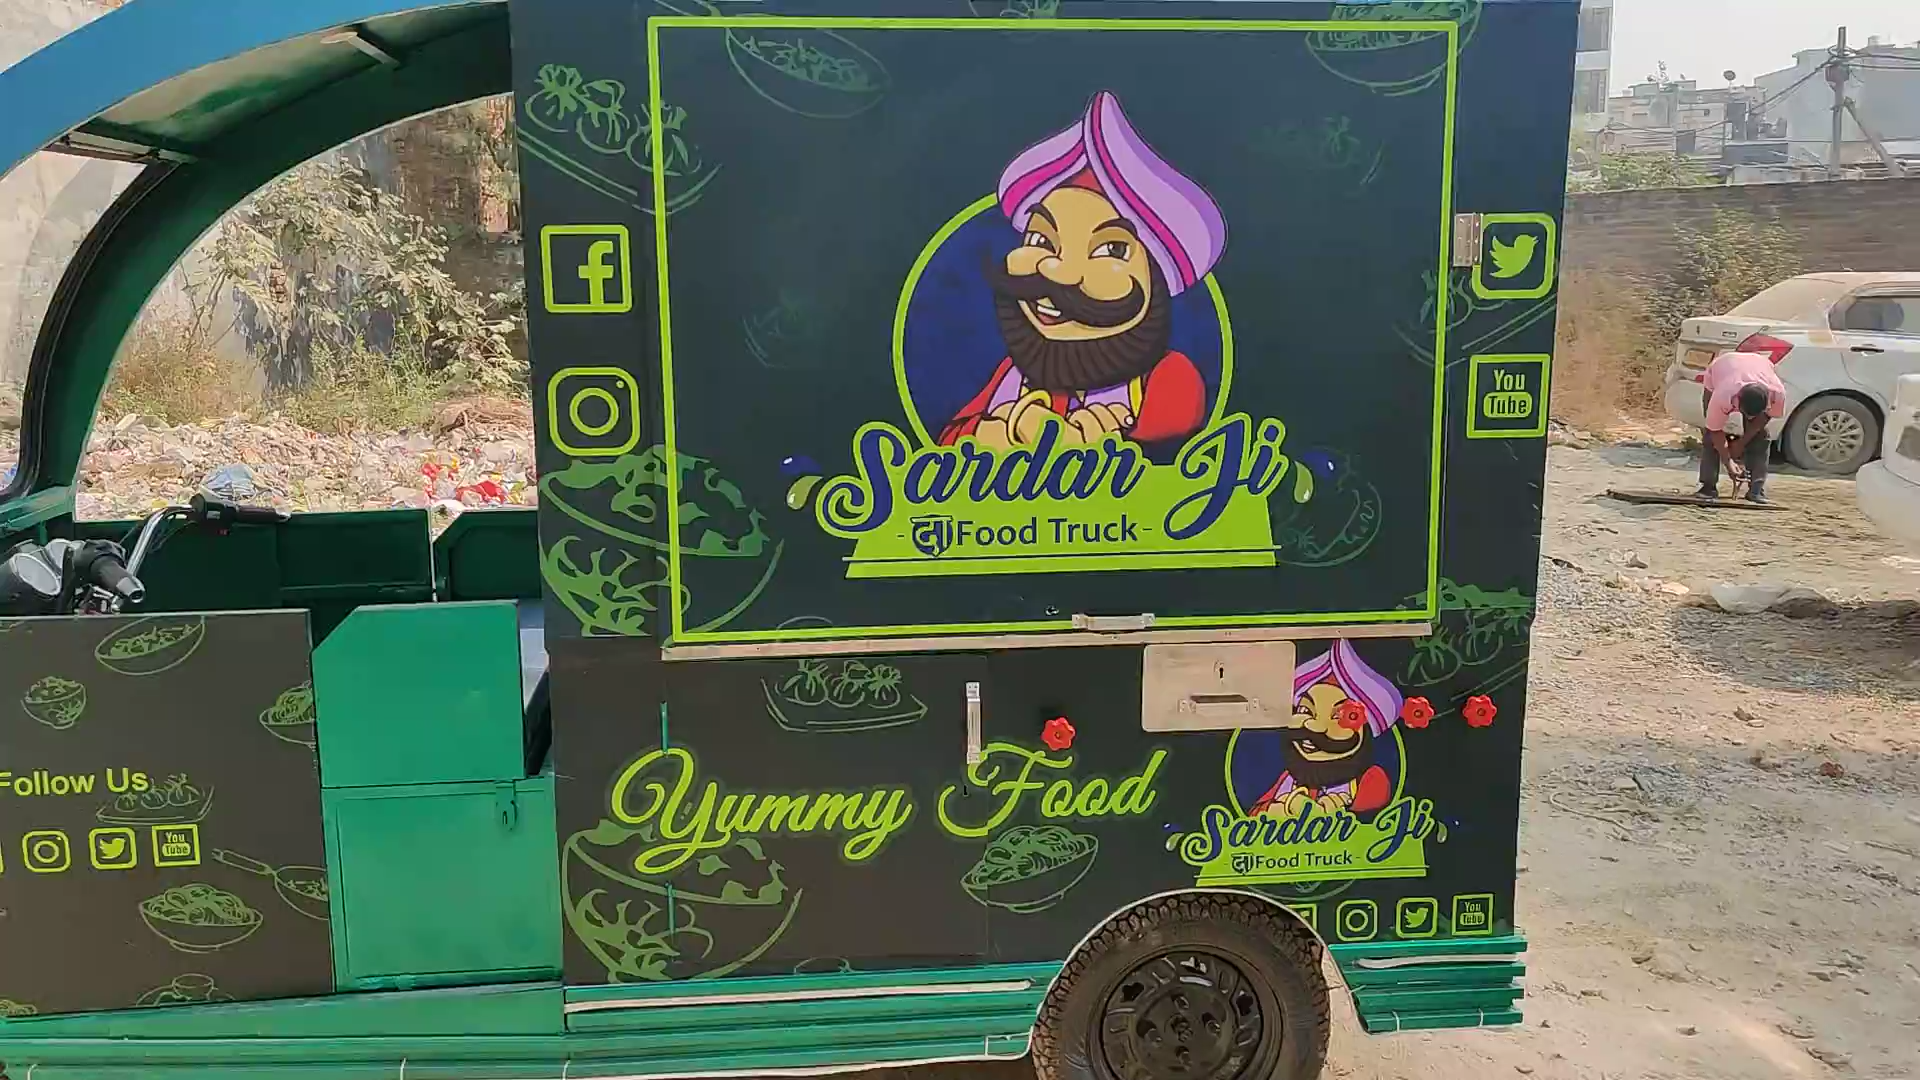 Sardar Ji
- दा Food Truck -
You
Tube
Yummy Food
Sardar Ji
- दा Food Truck -
You
Tube
Follow Us
You
Tube